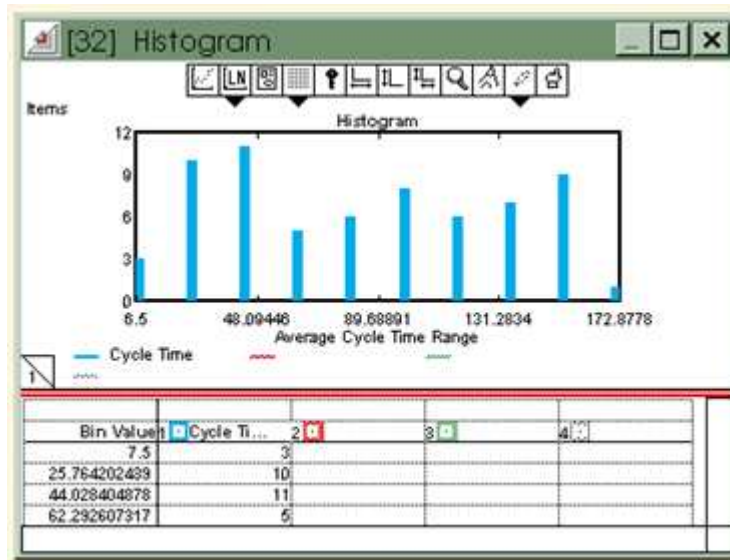 [32] Histogram
LN
Items
Histogram
12
9
6
3
0
6.5 48.09446 89.68891 131.2834 172.8778
Average Cycle Time Range
Cycle Time
1
Bin Value 1 Cycle Ti... 2 3 4
7.5 3
25.764202439 10
44.028404878 11
62.292607317 5